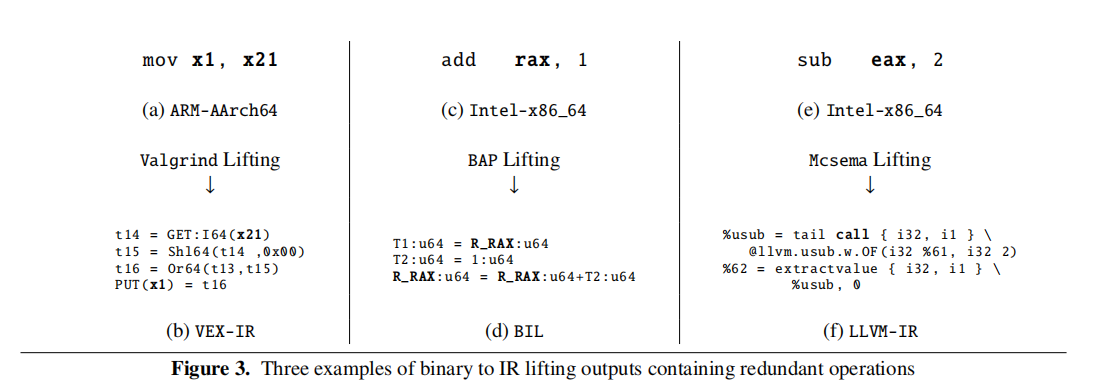 mov x1, x21
(a) ARM-AArch64
Valgrind Lifting
↓
t14 = GET:I64(x21)
t15 = Shl64(t14 ,0x00)
t16 = Or64(t13,t15)
PUT(x1) = t16
(b) VEX-IR
add rax, 1
(c) Intel-x86_64
BAP Lifting
↓
T1:u64 = R_RAX:u64
T2:u64 = 1:u64
R_RAX:u64 = R_RAX:u64+T2:u64
(d) BIL
sub eax, 2
(e) Intel-x86_64
Mcsema Lifting
↓
%usub = tail call { i32, i1 } \
@llvm.usub.w.OF(i32 %61, i32 2)
%62 = extractvalue { i32, i1 } \
%usub, 0
(f) LLVM-IR
Figure 3. Three examples of binary to IR lifting outputs containing redundant operations